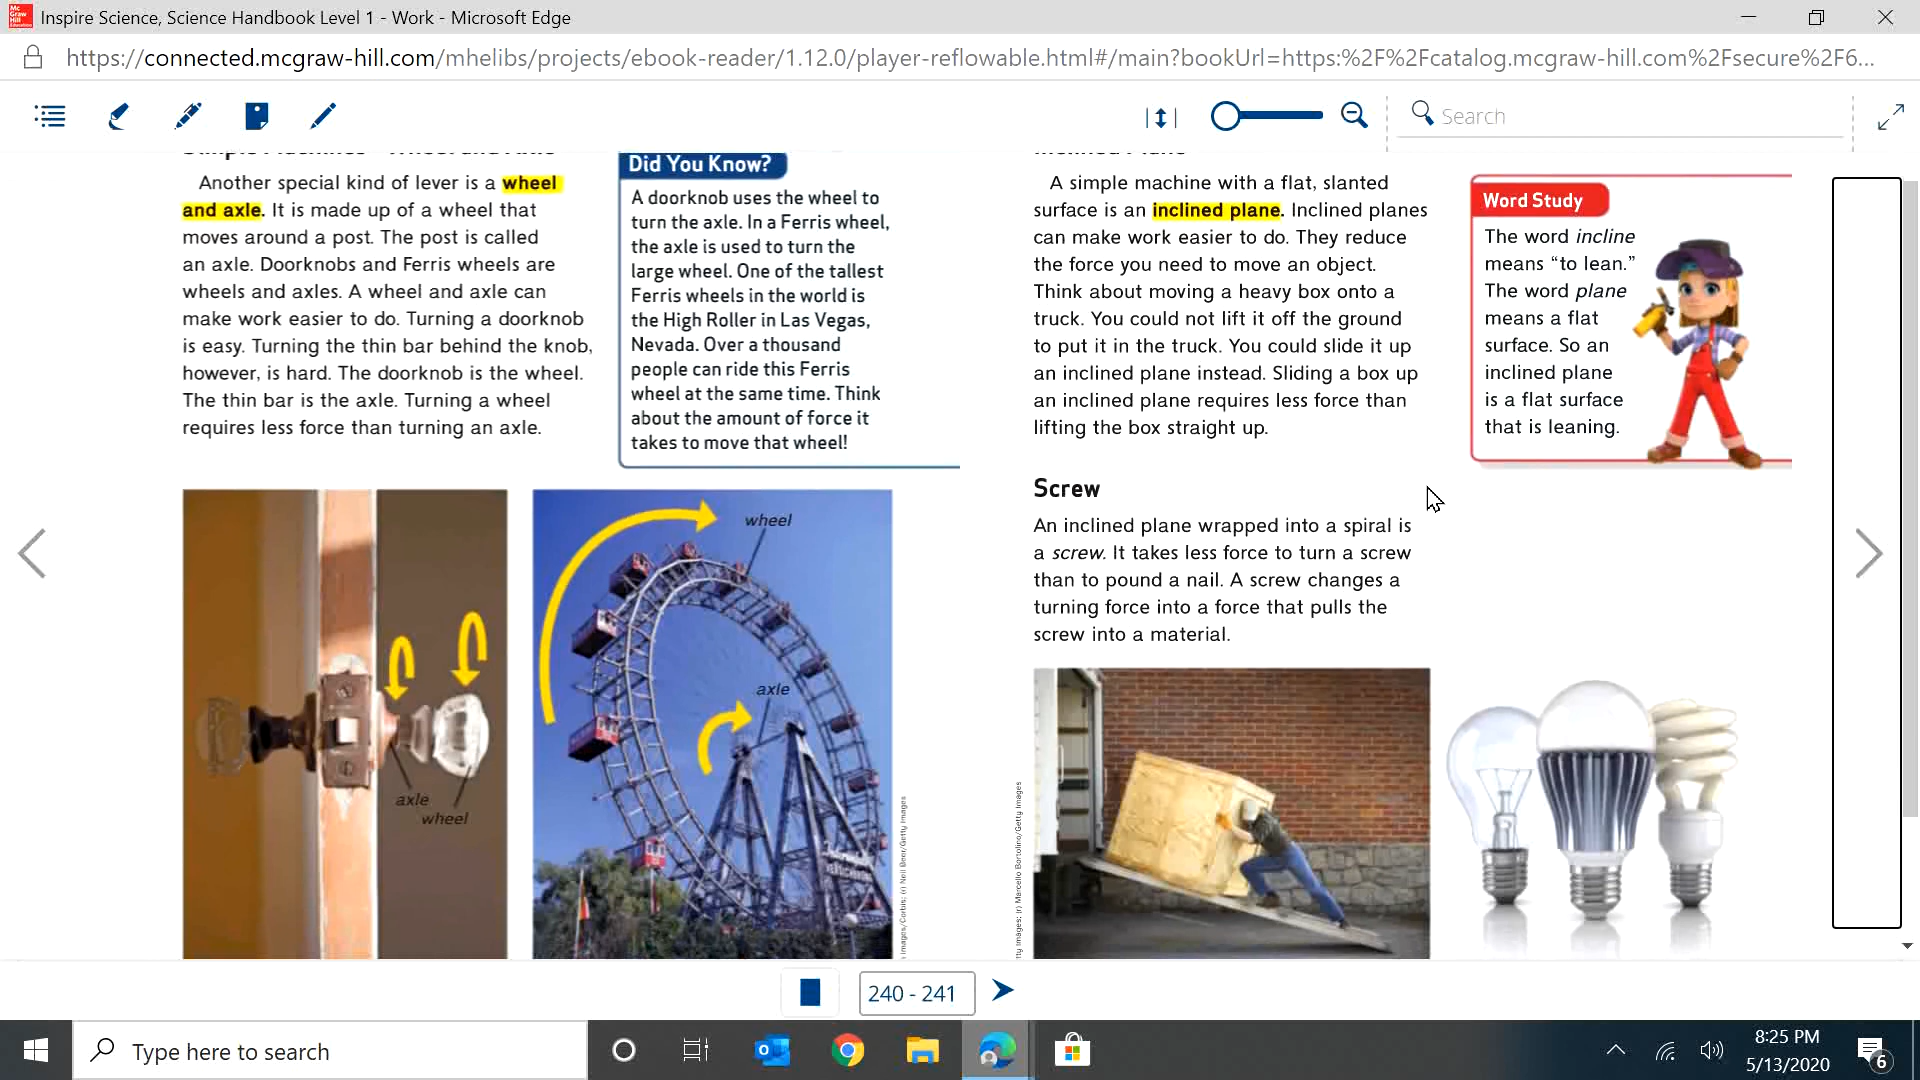 Mc
Graw
Hill
Education
Inspire Science, Science Handbook Level 1 - Work - Microsoft Edge
https://connected.mcgraw-hill.com/mhelibs/projects/ebook-reader/1.12.0/player-reflowable.html#/main?bookUrl=https:%2F%2Fcatalog.mcgraw-hill.com%2Fsecure%2F6...
Search
Another special kind of lever is a wheel
and axle. It is made up of a wheel that
moves around a post. The post is called
an axle. Doorknobs and Ferris wheels are
wheels and axles. A wheel and axle can
make work easier to do. Turning a doorknob
is easy. Turning the thin bar behind the knob,
however, is hard. The doorknob is the wheel.
The thin bar is the axle. Turning a wheel
requires less force than turning an axle.
Did You Know?
A doorknob uses the wheel to
turn the axle. In a Ferris wheel,
the axle is used to turn the
large wheel. One of the tallest
Ferris wheels in the world is
the High Roller in Las Vegas,
Nevada. Over a thousand
people can ride this Ferris
wheel at the same time. Think
about the amount of force it
takes to move that wheel!
axle
wheel
wheel
axle
Images/Corbis; (r) Neil Beer/Getty Images
A simple machine with a flat, slanted
surface is an inclined plane. Inclined planes
can make work easier to do. They reduce
the force you need to move an object.
Think about moving a heavy box onto a
truck. You could not lift it off the ground
to put it in the truck. You could slide it up
an inclined plane instead. Sliding a box up
an inclined plane requires less force than
lifting the box straight up.
Word Study
The word incline
means “to lean.”
The word plane
means a flat
surface. So an
inclined plane
is a flat surface
that is leaning.
Screw
An inclined plane wrapped into a spiral is
a screw. It takes less force to turn a screw
than to pound a nail. A screw changes a
turning force into a force that pulls the
screw into a material.
Images; (r) Marcello Bortolino/Getty Images
240 - 241
Type here to search
8:25 PM
5/13/2020
6